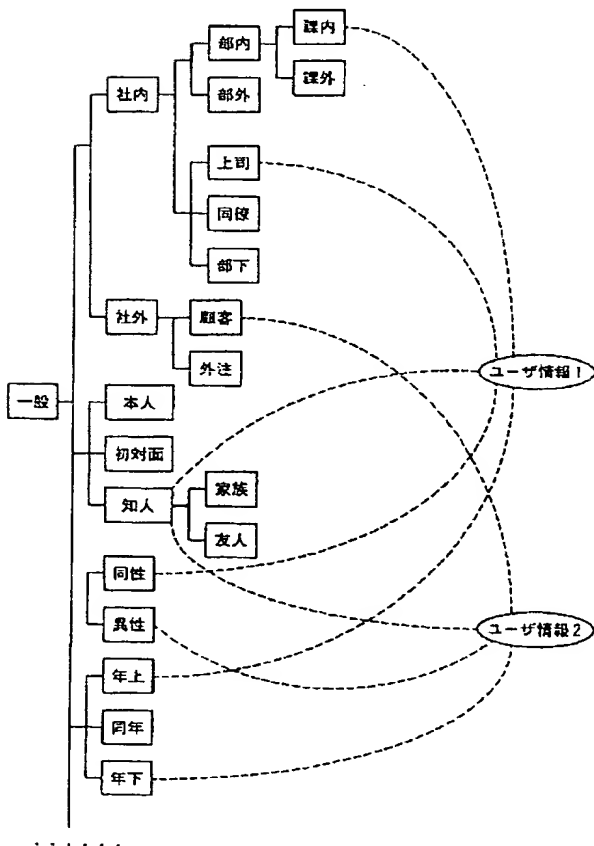 一般
社内
部内
課内
課外
部外
上司
同僚
部下
社外
顧客
外注
本人
初対面
知人
家族
友人
同性
異性
年上
同年
年下
ユーザ情報1
ユーザ情報2